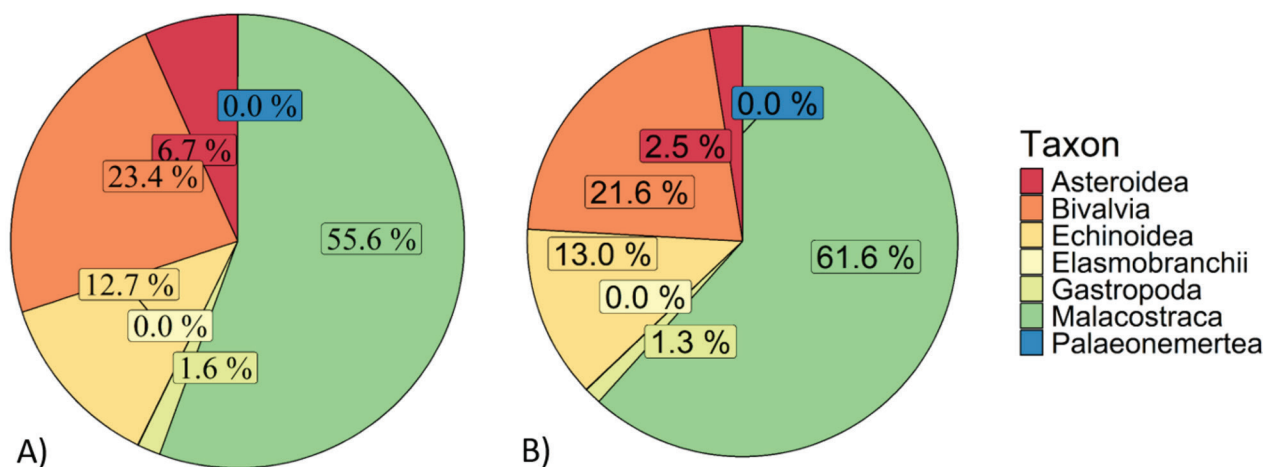 0.0 %
6.7 %
23.4 %
55.6 %
12.7 %
0.0 %
1.6 %
A)
0.0 %
2.5 %
21.6 %
13.0 %
61.6 %
0.0 %
1.3 %
B)
Taxon
Asteroidea
Bivalvia
Echinoidea
Elasmobranchii
Gastropoda
Malacostraca
Palaeonemertea